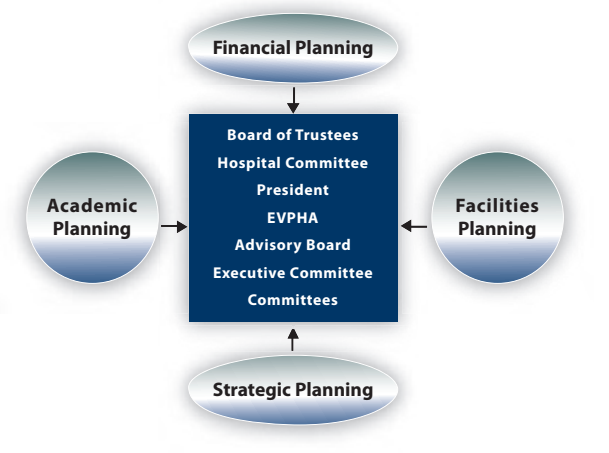 Financial Planning
Board of Trustees
Hospital Committee
President
EVPHA
Advisory Board
Executive Committee
Committees
Academic
Planning
Facilities
Planning
Strategic Planning